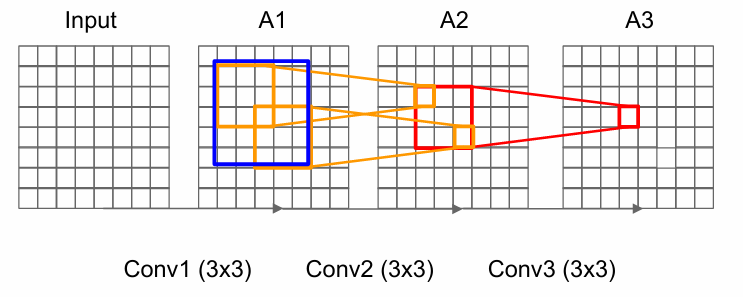 Input A1 A2 A3
Conv1 (3x3) Conv2 (3x3) Conv3 (3x3)